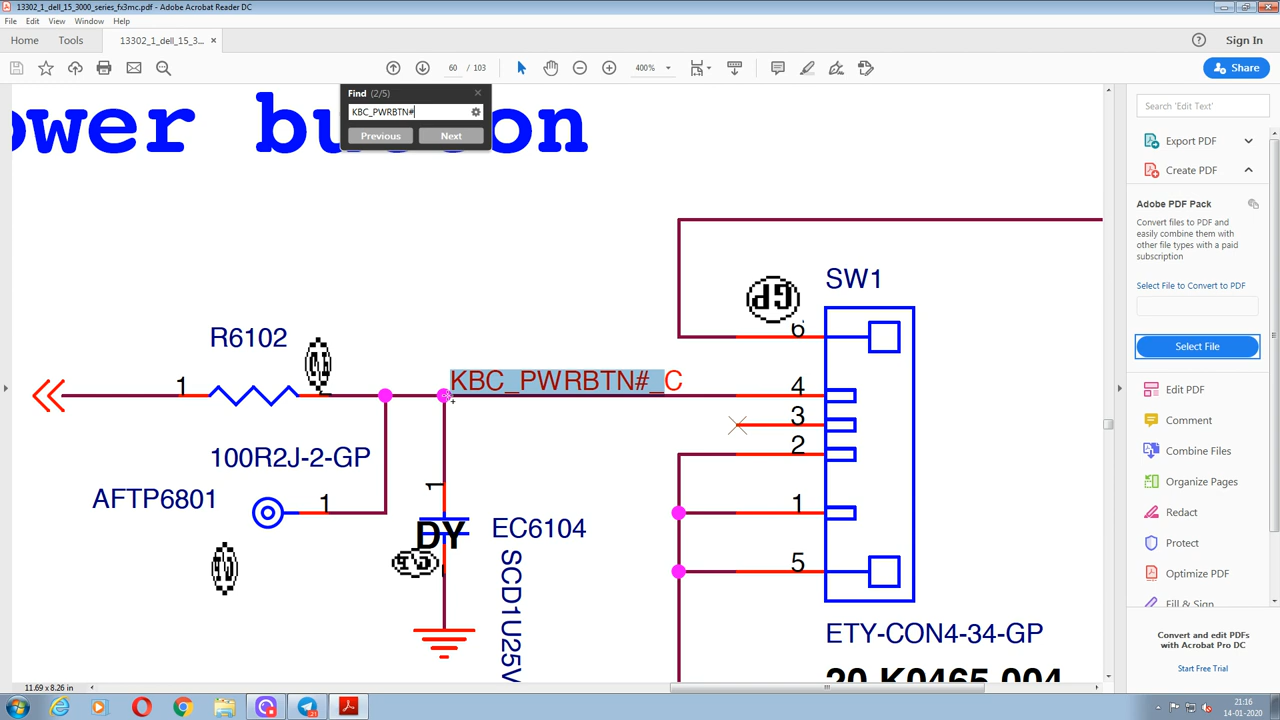 13302_1_dell_15_3000_series_fx3mc.pdf - Adobe Acrobat Reader DC
File Edit View Window Help
Home Tools 13302_1_dell_15_3... × Sign In
60 / 103 400% Share
Find (2/5)
KBC_PWRBTN#
Previous Next
ower button
Search 'Edit Text'
Export PDF
Create PDF
Adobe PDF Pack
Convert files to PDF and
easily combine them with
other file types with a paid
subscription
Select File to Convert to PDF
Select File
Edit PDF
Comment
Combine Files
Organize Pages
Redact
Protect
Optimize PDF
Fill & Sign
Convert and edit PDFs
with Acrobat Pro DC
Start Free Trial
SW1
6
R6102
1
KBC_PWRBTN#_C
4
3
2
100R2J-2-GP
AFTP6801
1
1
1
DY
EC6104
SCD1U25V
5
ETY-CON4-34-GP
20.K0465.004
11.69 x 8.26 in
21:16
14-01-2020